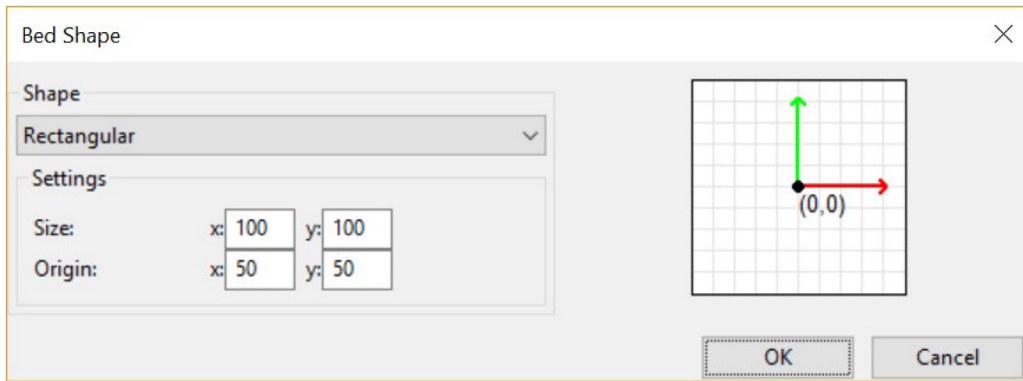 Bed Shape
Shape
Rectangular
Settings
Size: x: 100 y: 100
Origin: x: 50 y: 50
(0,0)
OK Cancel